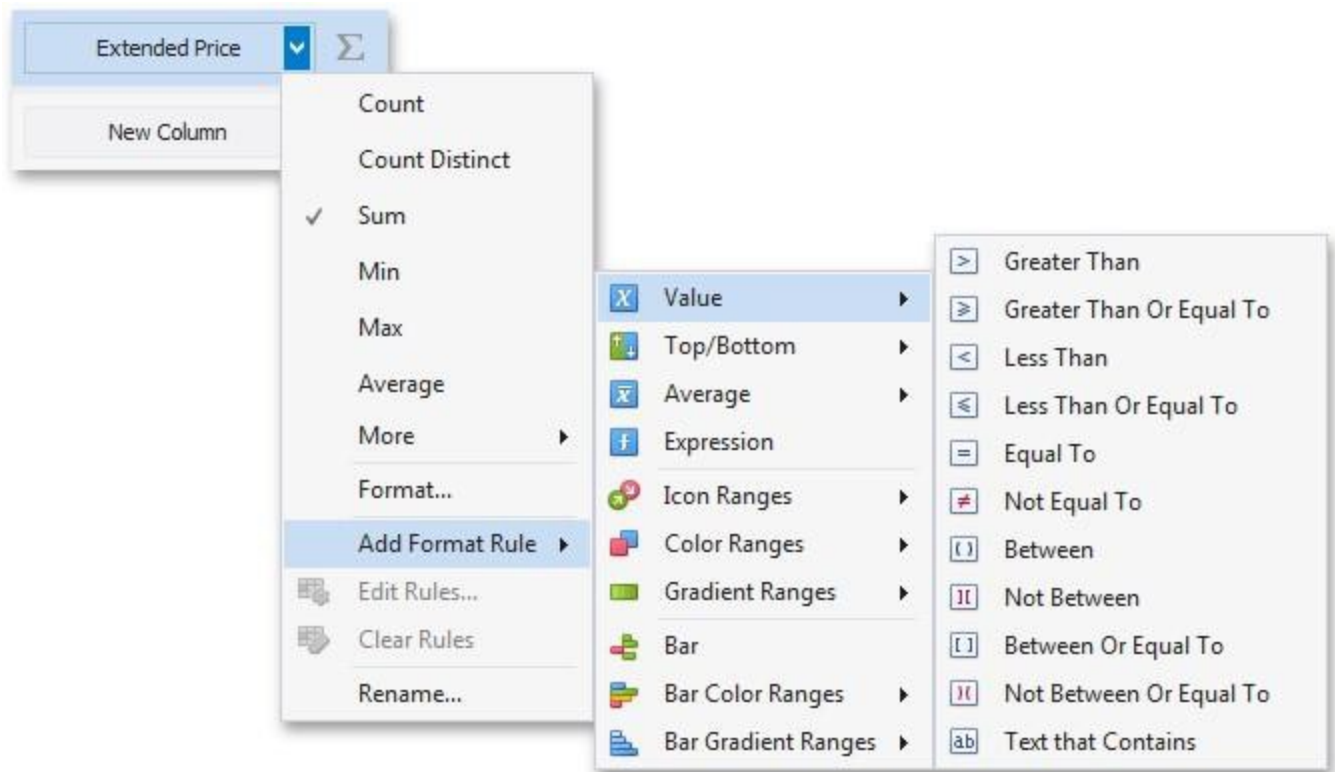 Extended Price
Σ
New Column
Count
Count Distinct
Sum
Min
Max
Average
More
Format...
Add Format Rule
Edit Rules...
Clear Rules
Rename...
Value
Top/Bottom
Average
Expression
Icon Ranges
Color Ranges
Gradient Ranges
Bar
Bar Color Ranges
Bar Gradient Ranges
> Greater Than
⩾ Greater Than Or Equal To
< Less Than
⩽ Less Than Or Equal To
= Equal To
≠ Not Equal To
( ) Between
][ Not Between
[ ] Between Or Equal To
)( Not Between Or Equal To
ab Text that Contains